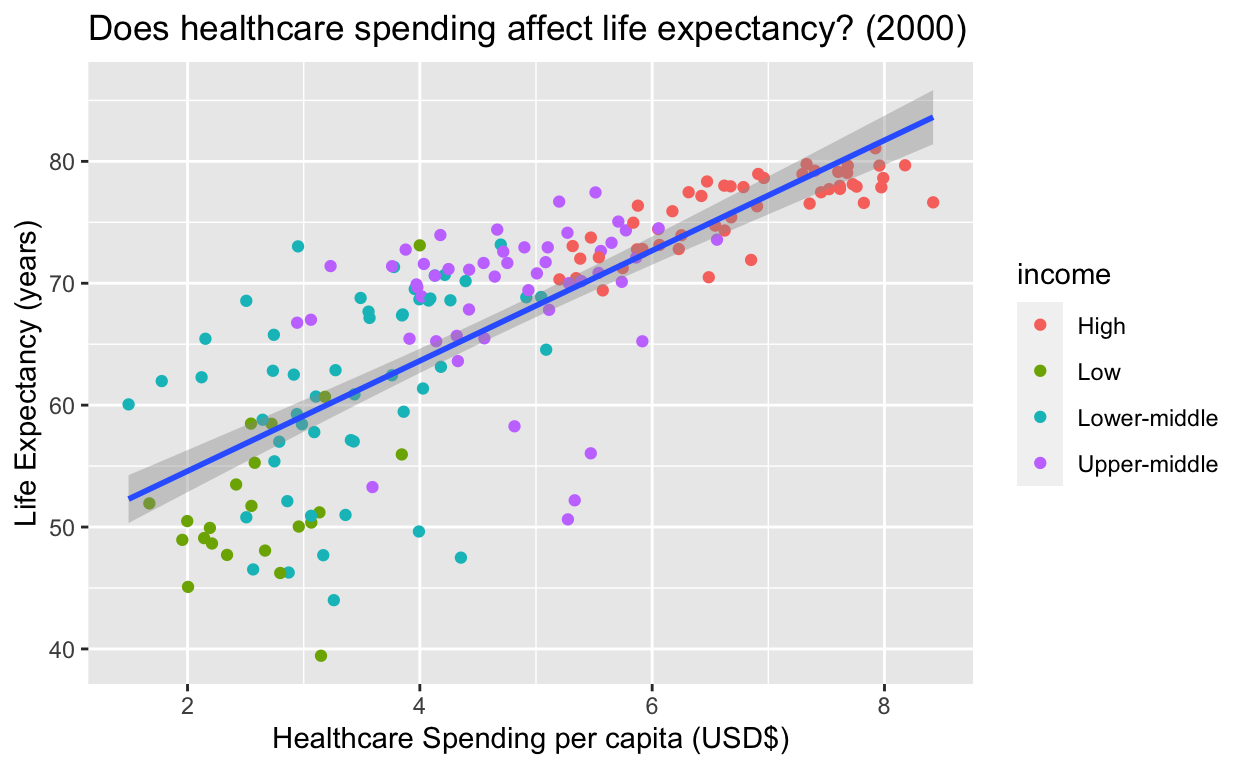 Does healthcare spending affect life expectancy? (2000)
Life Expectancy (years)
80
70
60
50
40
2 4 6 8
Healthcare Spending per capita (USD$)
income
High
Low
Lower-middle
Upper-middle